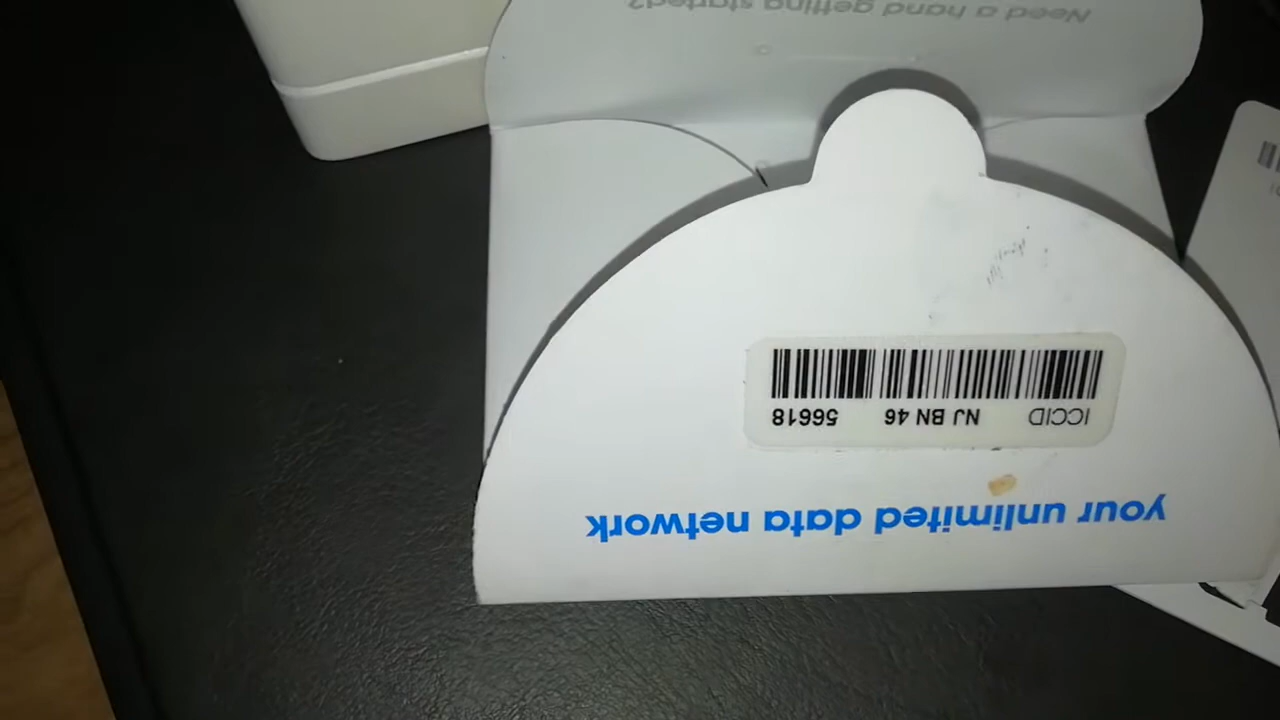 your unlimited data network
ICCID NJ BN 46 56618
Need a hand getting started?